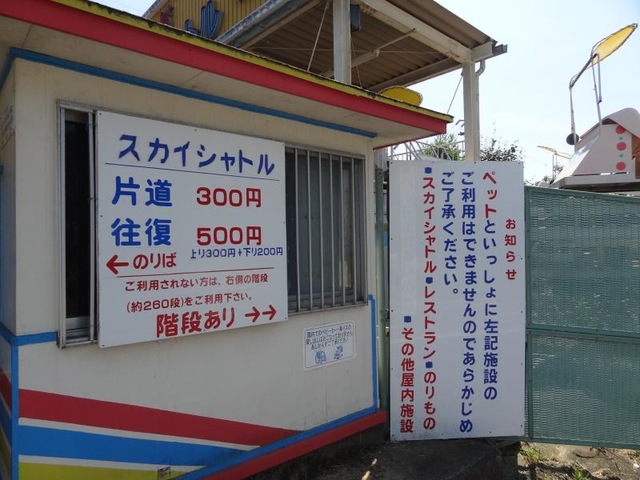 スカイシャトル
片道 300円
往復 500円
上り300円+下り200円
←のりば
ご利用されない方は、右側の階段
(約260段)をご利用下さい。
階段あり→→
お知らせ
ペットといっしょに左記施設の
ご利用はできませんのであらかじめ
ご了承ください。
•スカイシャトル•レストラン•のりもの
•その他屋内施設